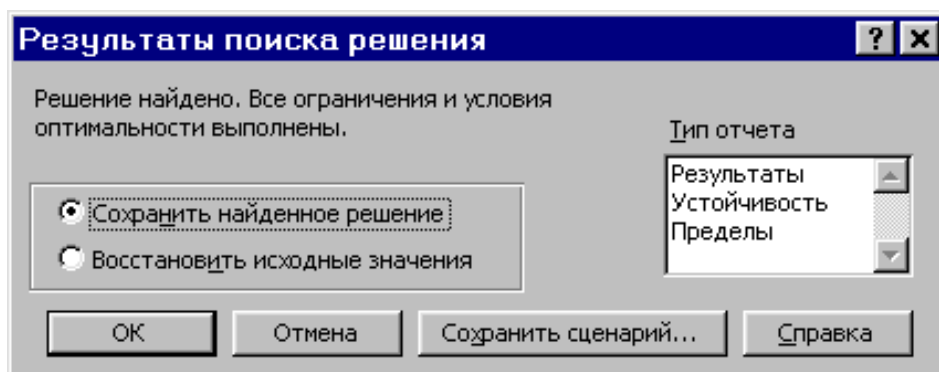 Результаты поиска решения
Решение найдено. Все ограничения и условия
оптимальности выполнены.
Тип отчета
Результаты
Устойчивость
Пределы
Сохранить найденное решение
Восстановить исходные значения
ОК
Отмена
Сохранить сценарий...
Справка